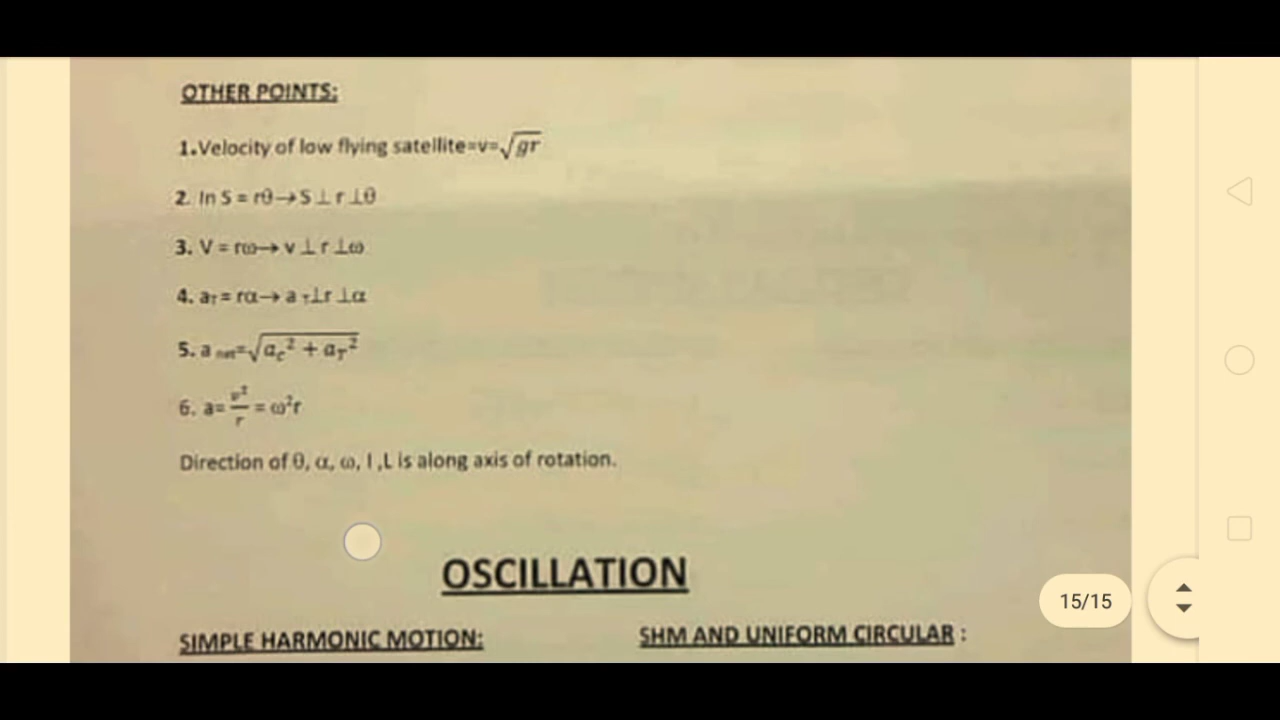 OTHER POINTS:
1.Velocity of low flying satellite=v=√gr
2. In S = rθ→S⊥r⊥θ
3. V = rω→ v⊥r⊥ω
4. aT = rα→ a T⊥r⊥α
5. a net=√ac² + aT²
6. a= v²/r = ω²r
Direction of θ, α, ω, I ,L is along axis of rotation.
OSCILLATION
SIMPLE HARMONIC MOTION:
SHM AND UNIFORM CIRCULAR :
15/15